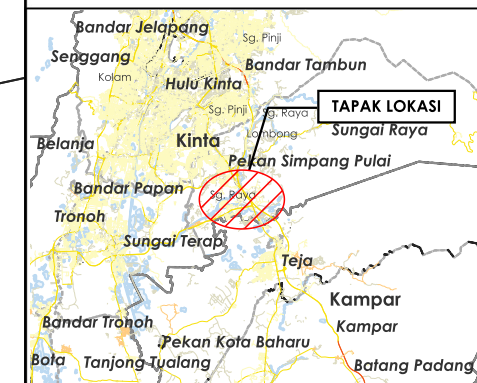 Bandar Jelapang
Sg. Pinji
Senggang
Bandar Tambun
Kolam
Hulu Kinta
TAPAK LOKASI
Sg. Pinji
Sg. Raya
Lombong
Sungai Raya
Belanja
Kinta
Pekan Simpang Pulai
Bandar Papan
Sg. Raya
Tronoh
Sungai Terap
Teja
Kampar
Bandar Tronoh
Kampar
Pekan Kota Baharu
Bota
Tanjong Tualang
Batang Padang